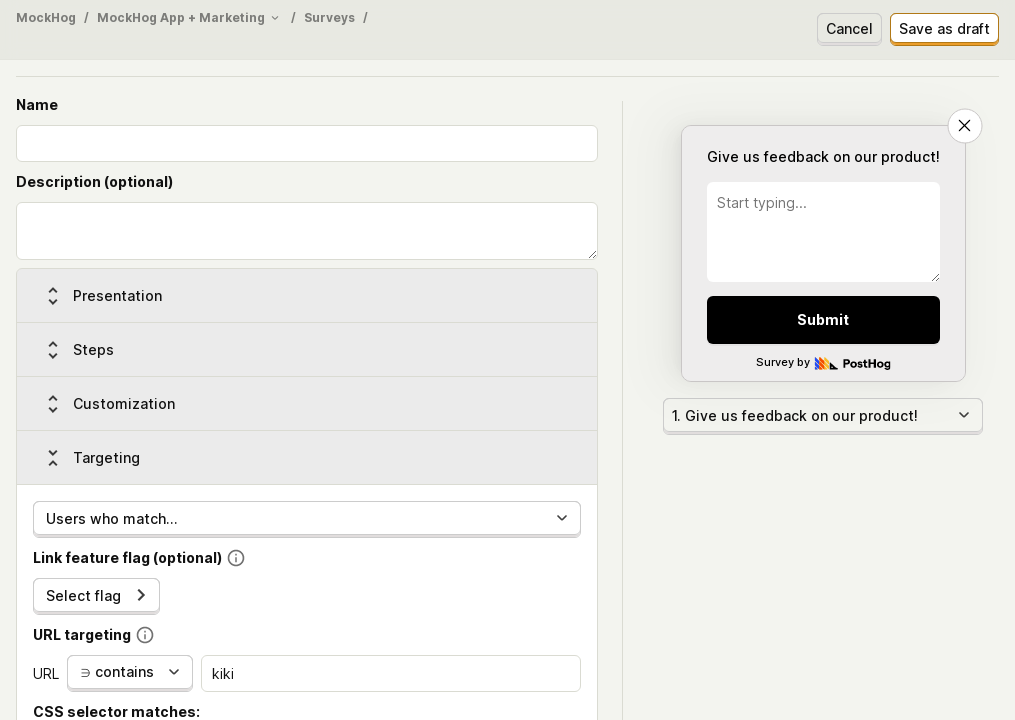 MockHog / MockHog App + Marketing / Surveys /
Cancel
Save as draft
Name
Description (optional)
Presentation
Steps
Customization
Targeting
Users who match...
Link feature flag (optional)
Select flag
URL targeting
URL
∋ contains
kiki
CSS selector matches:
Give us feedback on our product!
Start typing...
Submit
Survey by PostHog
1. Give us feedback on our product!